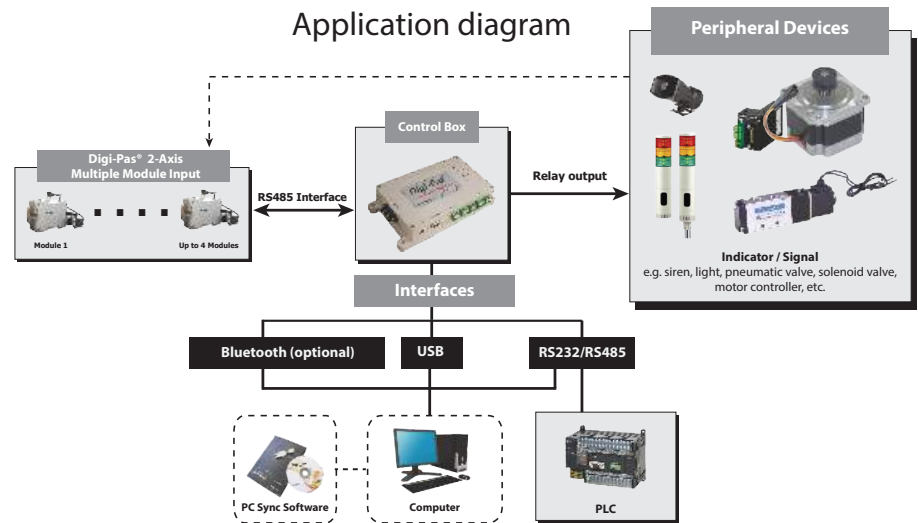 Application diagram
Peripheral Devices
Control Box
Digi-Pas® 2-Axis
Multiple Module Input
Digi-Pas
RS485 Interface
Relay output
Module 1
Up to 4 Modules
Indicator / Signal
e.g. siren, light, pneumatic valve, solenoid valve,
motor controller, etc.
Interfaces
Bluetooth (optional)
USB
RS232/RS485
PC Sync Software
Computer
PLC